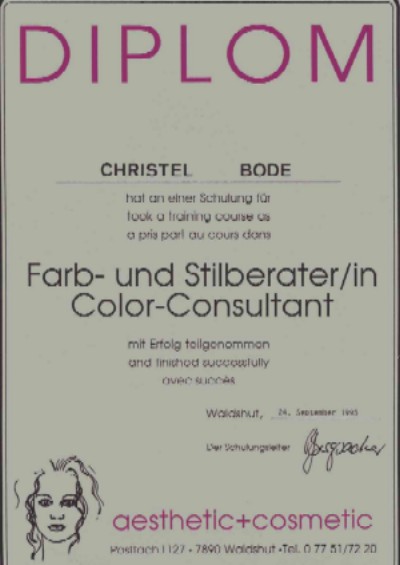 DIPLOM
CHRISTEL BODE
hat an einer Schulung für
took a training course as
a pris part au cours dans
Farb- und Stilberater/in
Color-Consultant
mit Erfolg teilgenommen
and finished successfully
avec succès
Waldshut, 24. September 1995
Der Schulungsleiter
aesthetic+cosmetic
Postfach 1127 - 7890 Waldshut - Tel. 0 77 51/72 20